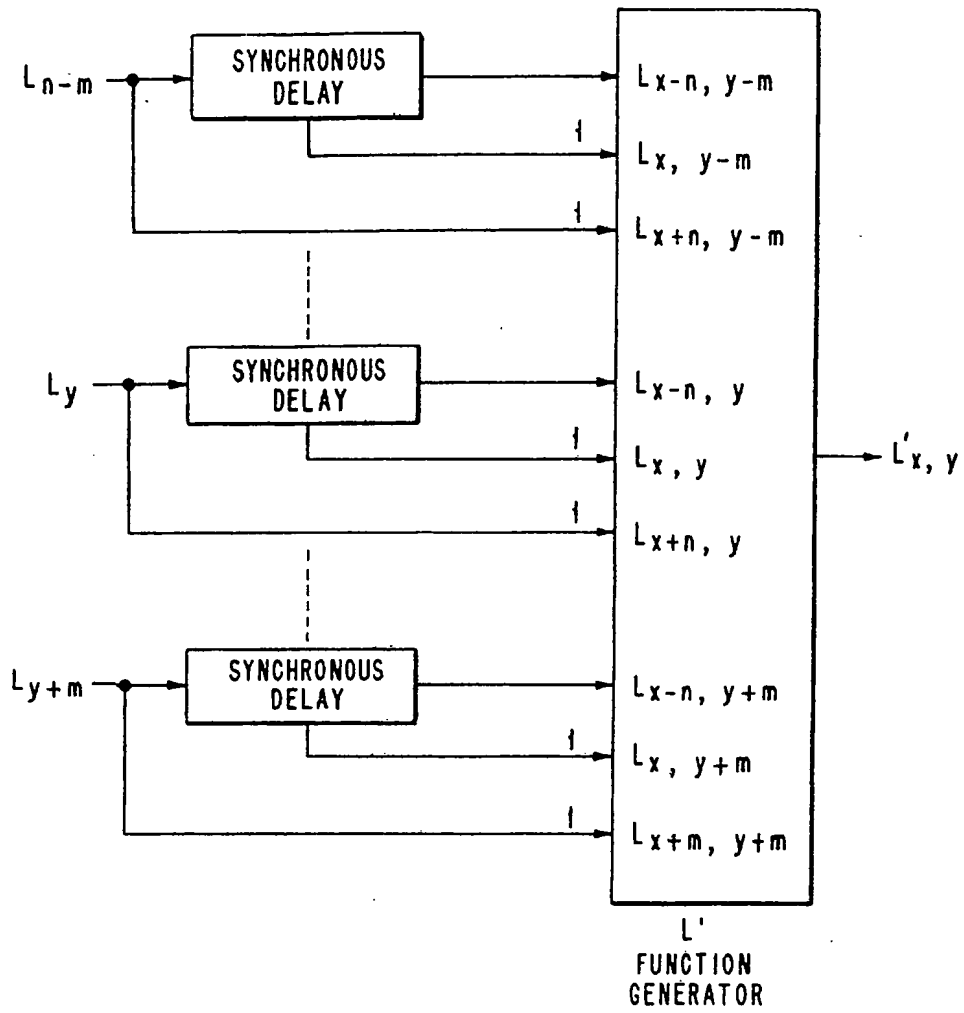 L n-m
SYNCHRONOUS
DELAY
L x-n, y-m
L x, y-m
L x+n, y-m
L y
SYNCHRONOUS
DELAY
L x-n, y
L x, y
L x+n, y
L' x, y
L y+m
SYNCHRONOUS
DELAY
L x-n, y+m
L x, y+m
L x+m, y+m
L'
FUNCTION
GENERATOR